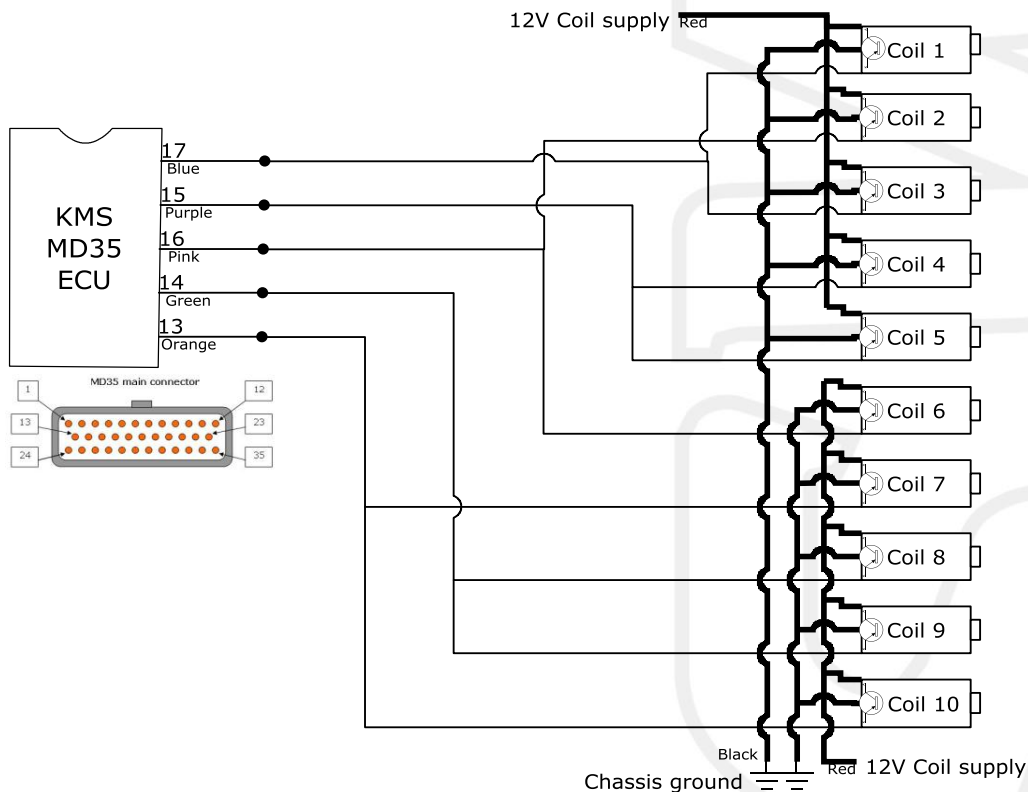 12V Coil supply Red
Coil 1
Coil 2
17
Blue
Coil 3
15
Purple
KMS
MD35
ECU
16
Pink
Coil 4
14
Green
13
Orange
Coil 5
MD35 main connector
1
12
13
23
24
35
Coil 6
Coil 7
Coil 8
Coil 9
Coil 10
Black
Red 12V Coil supply
Chassis ground